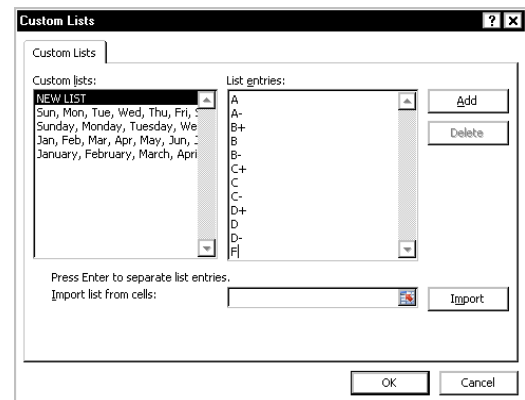 Custom Lists
Custom Lists
Custom lists:
NEW LIST
Sun, Mon, Tue, Wed, Thu, Fri, S
Sunday, Monday, Tuesday, We
Jan, Feb, Mar, Apr, May, Jun, J
January, February, March, Apri
List entries:
A
A-
B+
B
B-
C+
C
C-
D+
D
D-
F
Add
Delete
Press Enter to separate list entries.
Import list from cells:
Import
OK
Cancel